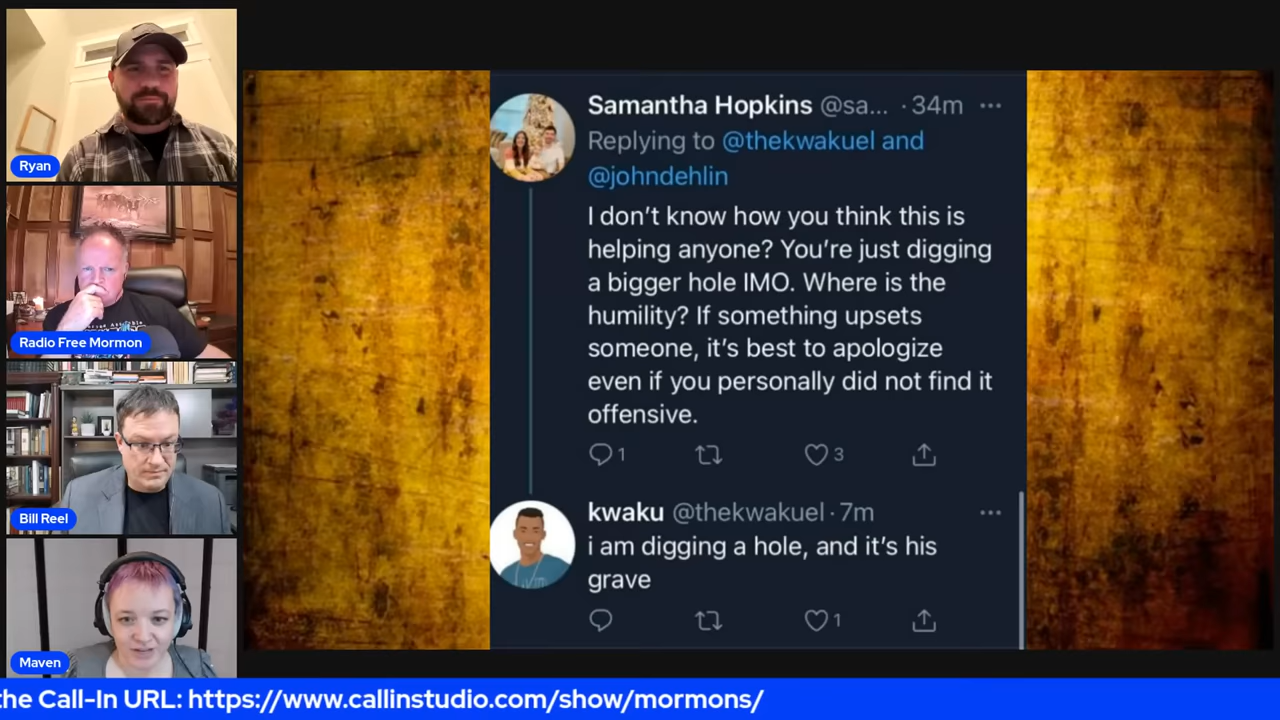 Ryan
Radio Free Mormon
Bill Reel
Maven
Samantha Hopkins @sa... · 34m
Replying to @thekwakuel and
@johndehlin
I don’t know how you think this is
helping anyone? You’re just digging
a bigger hole IMO. Where is the
humility? If something upsets
someone, it’s best to apologize
even if you personally did not find it
offensive.
1
3
kwaku @thekwakuel · 7m
i am digging a hole, and it’s his
grave
1
the Call-In URL: https://www.callinstudio.com/show/mormons/